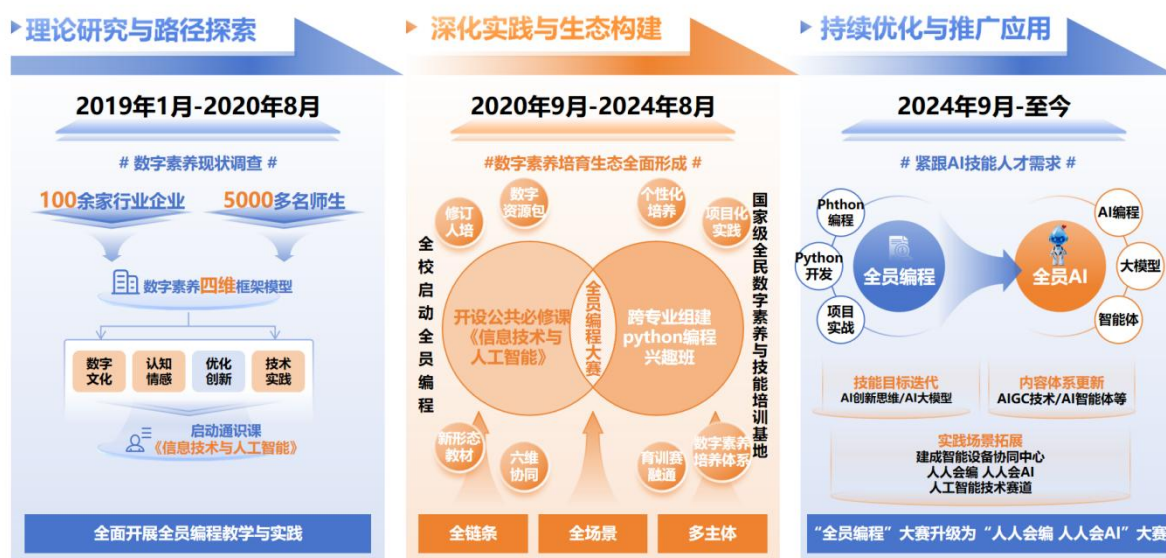 理论研究与路径探索
2019年1月-2020年8月
# 数字素养现状调查 #
100余家行业企业
5000多名师生
数字素养四维框架模型
数字
文化
认知
情感
优化
创新
技术
实践
启动通识课
《信息技术与人工智能》
全面开展全员编程教学与实践
深化实践与生态构建
2020年9月-2024年8月
#数字素养培育生态全面形成#
修订
人培
数字
资源包
个性化
培养
项目化
实践
全校启动全员编程
开设公共必修课
《信息技术与
人工智能》
全员编程大赛
跨专业组建
python编程
兴趣班
国家级全民数字素养与技能培训基地
新形态
教材
六维
协同
育训赛
融通
数字素养
培养体系
全链条
全场景
多主体
持续优化与推广应用
2024年9月-至今
# 紧跟AI技能人才需求 #
Phthon
编程
Python
开发
项目
实战
全员编程
全员AI
AI编程
大模型
智能体
技能目标迭代
AI创新思维/AI大模型
内容体系更新
AIGC技术/AI智能体等
实践场景拓展
建成智能设备协同中心
人人会编 人人会AI
人工智能技术赛道
“全员编程”大赛升级为“人人会编 人人会AI”大赛